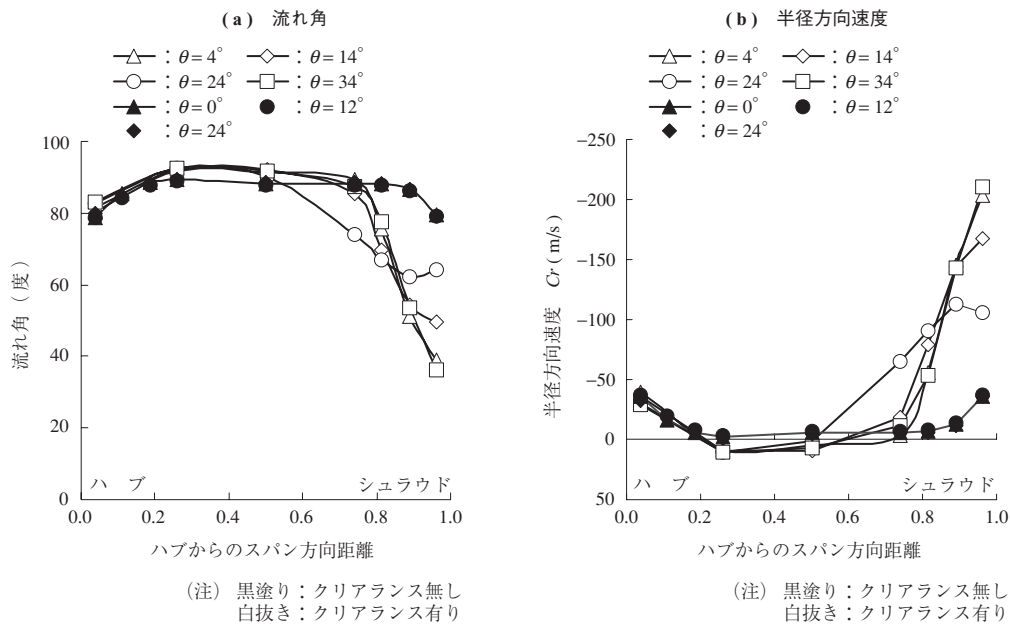 ( a ) 流れ角
：θ= 4° ：θ= 14°
：θ= 24° ：θ= 34°
：θ= 0° ：θ= 12°
：θ= 24°
100
80
60
40
20
0
流れ角（度）
ハブ シュラウド
0.0 0.2 0.4 0.6 0.8 1.0
ハブからのスパン方向距離
（注） 黒塗り：クリアランス無し
白抜き：クリアランス有り
( b ) 半径方向速度
：θ= 4° ：θ= 14°
：θ= 24° ：θ= 34°
：θ= 0° ：θ= 12°
：θ= 24°
−250
−200
−150
−100
−50
0
50
半径方向速度 Cr ( m/s )
ハブ シュラウド
0.0 0.2 0.4 0.6 0.8 1.0
ハブからのスパン方向距離
（注） 黒塗り：クリアランス無し
白抜き：クリアランス有り